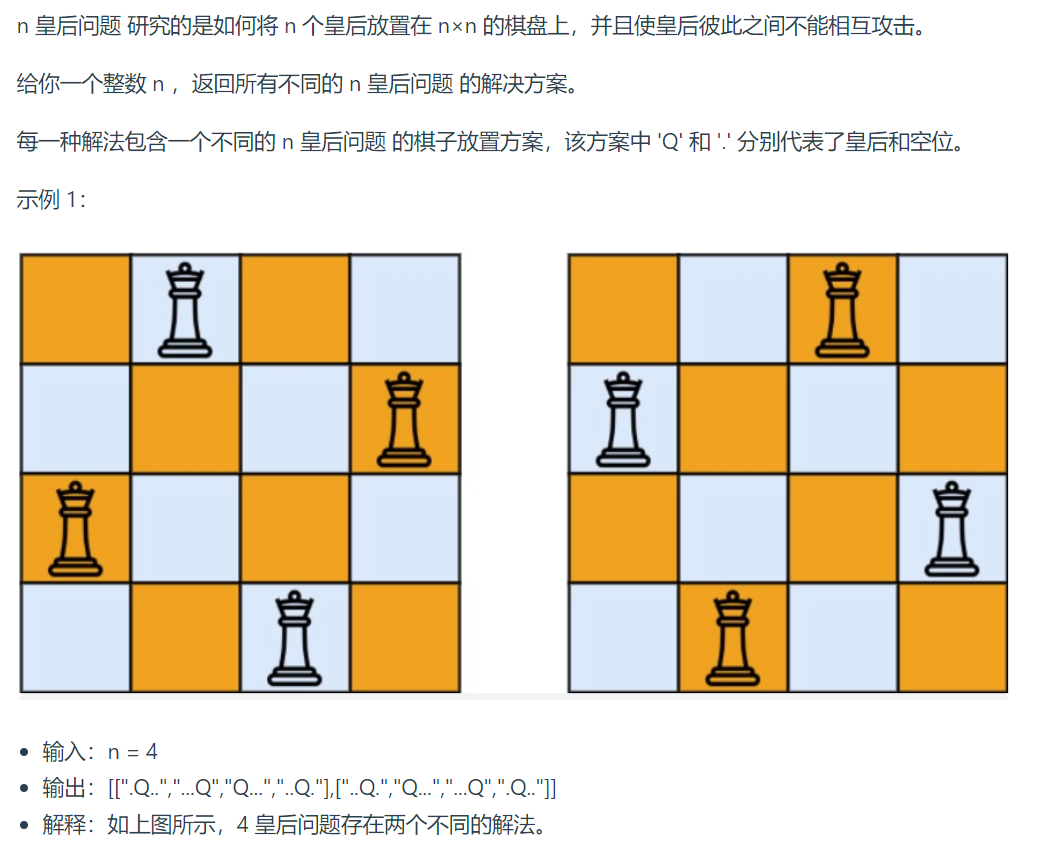 n 皇后问题 研究的是如何将 n 个皇后放置在 n×n 的棋盘上，并且使皇后彼此之间不能相互攻击。
给你一个整数 n ，返回所有不同的 n 皇后问题 的解决方案。
每一种解法包含一个不同的 n 皇后问题 的棋子放置方案，该方案中 'Q' 和 '.' 分别代表了皇后和空位。
示例 1：
输入：n = 4
输出：[[".Q..","...Q","Q...","..Q."],["..Q.","Q...","...Q",".Q.."]]
解释：如上图所示，4 皇后问题存在两个不同的解法。